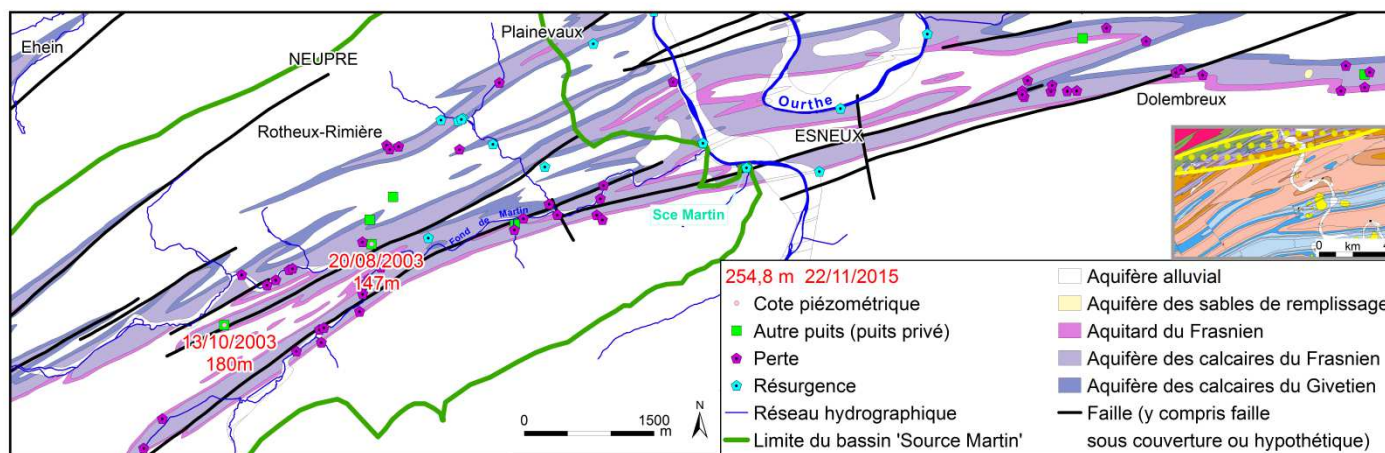 Ehein
Plainevaux
NEUPRE
Ourthe
Rotheux-Rimière
Dolembreux
ESNEUX
Sce Martin
Fond de Martin
20/08/2003
147m
13/10/2003
180m
0 1500
m
N
0 km 4
254,8 m 22/11/2015
Cote piézométrique
Autre puits (puits privé)
Perte
Résurgence
Réseau hydrographique
Limite du bassin 'Source Martin'
Aquifère alluvial
Aquifère des sables de remplissage
Aquitard du Frasnien
Aquifère des calcaires du Frasnien
Aquifère des calcaires du Givetien
Faille (y compris faille
sous couverture ou hypothétique)